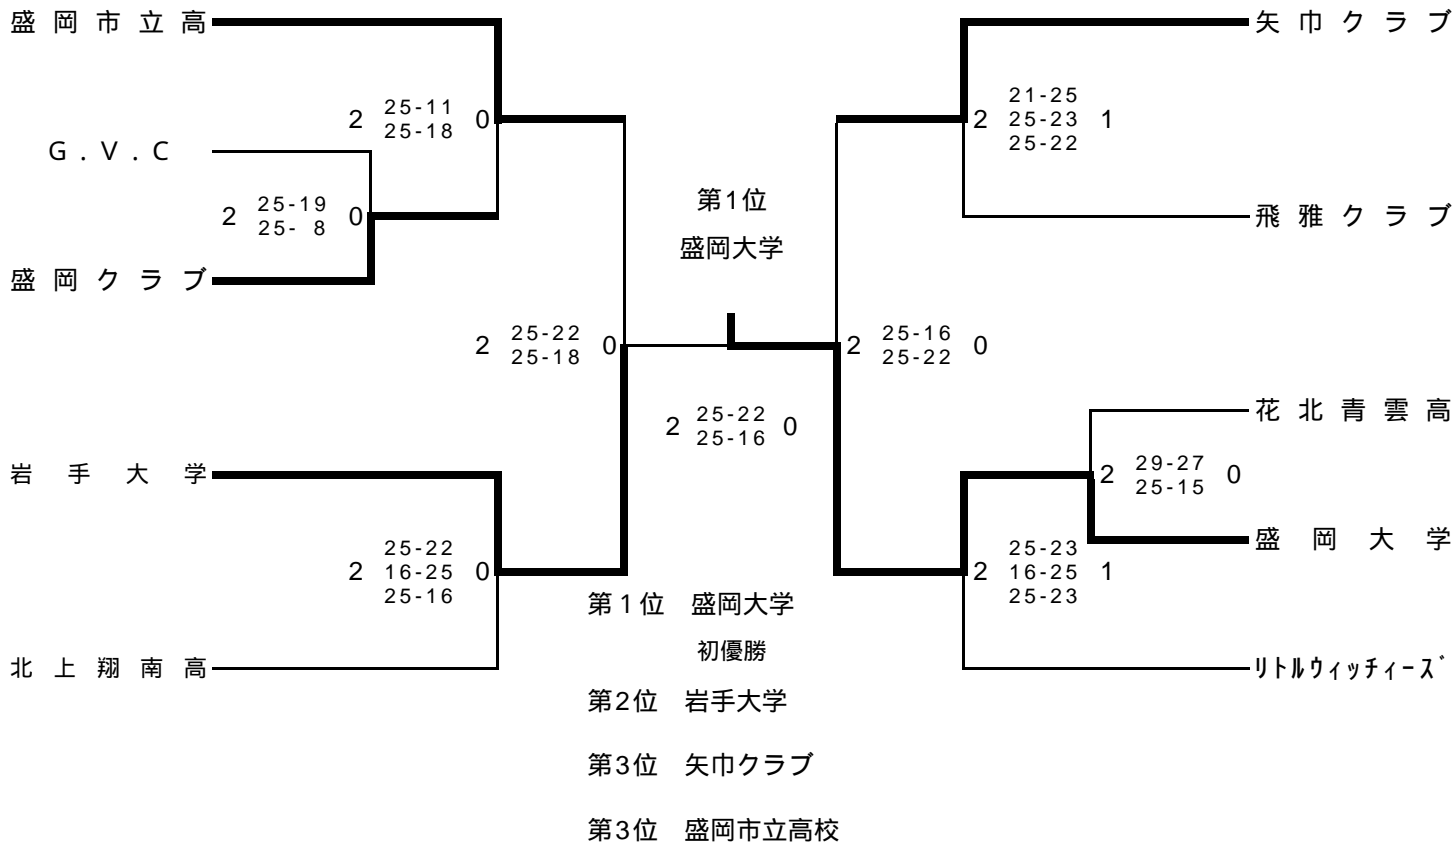 盛岡市立高
2 25-11 0
25-18
G.V.C
2 25-19 0
25- 8
盛岡クラブ
2 25-22 0
25-18
岩手大学
2 25-22 0
16-25
25-16
北上翔南高
第1位
盛岡大学
2 25-22 0
25-16
矢巾クラブ
2 21-25 1
25-23
25-22
飛雅クラブ
2 25-16 0
25-22
花北青雲高
2 29-27 0
25-15
盛岡大学
2 25-23 1
16-25
25-23
ﾘﾄﾙｳｨｯﾁｨｰｽﾞ
第1位 盛岡大学
初優勝
第2位 岩手大学
第3位 矢巾クラブ
第3位 盛岡市立高校